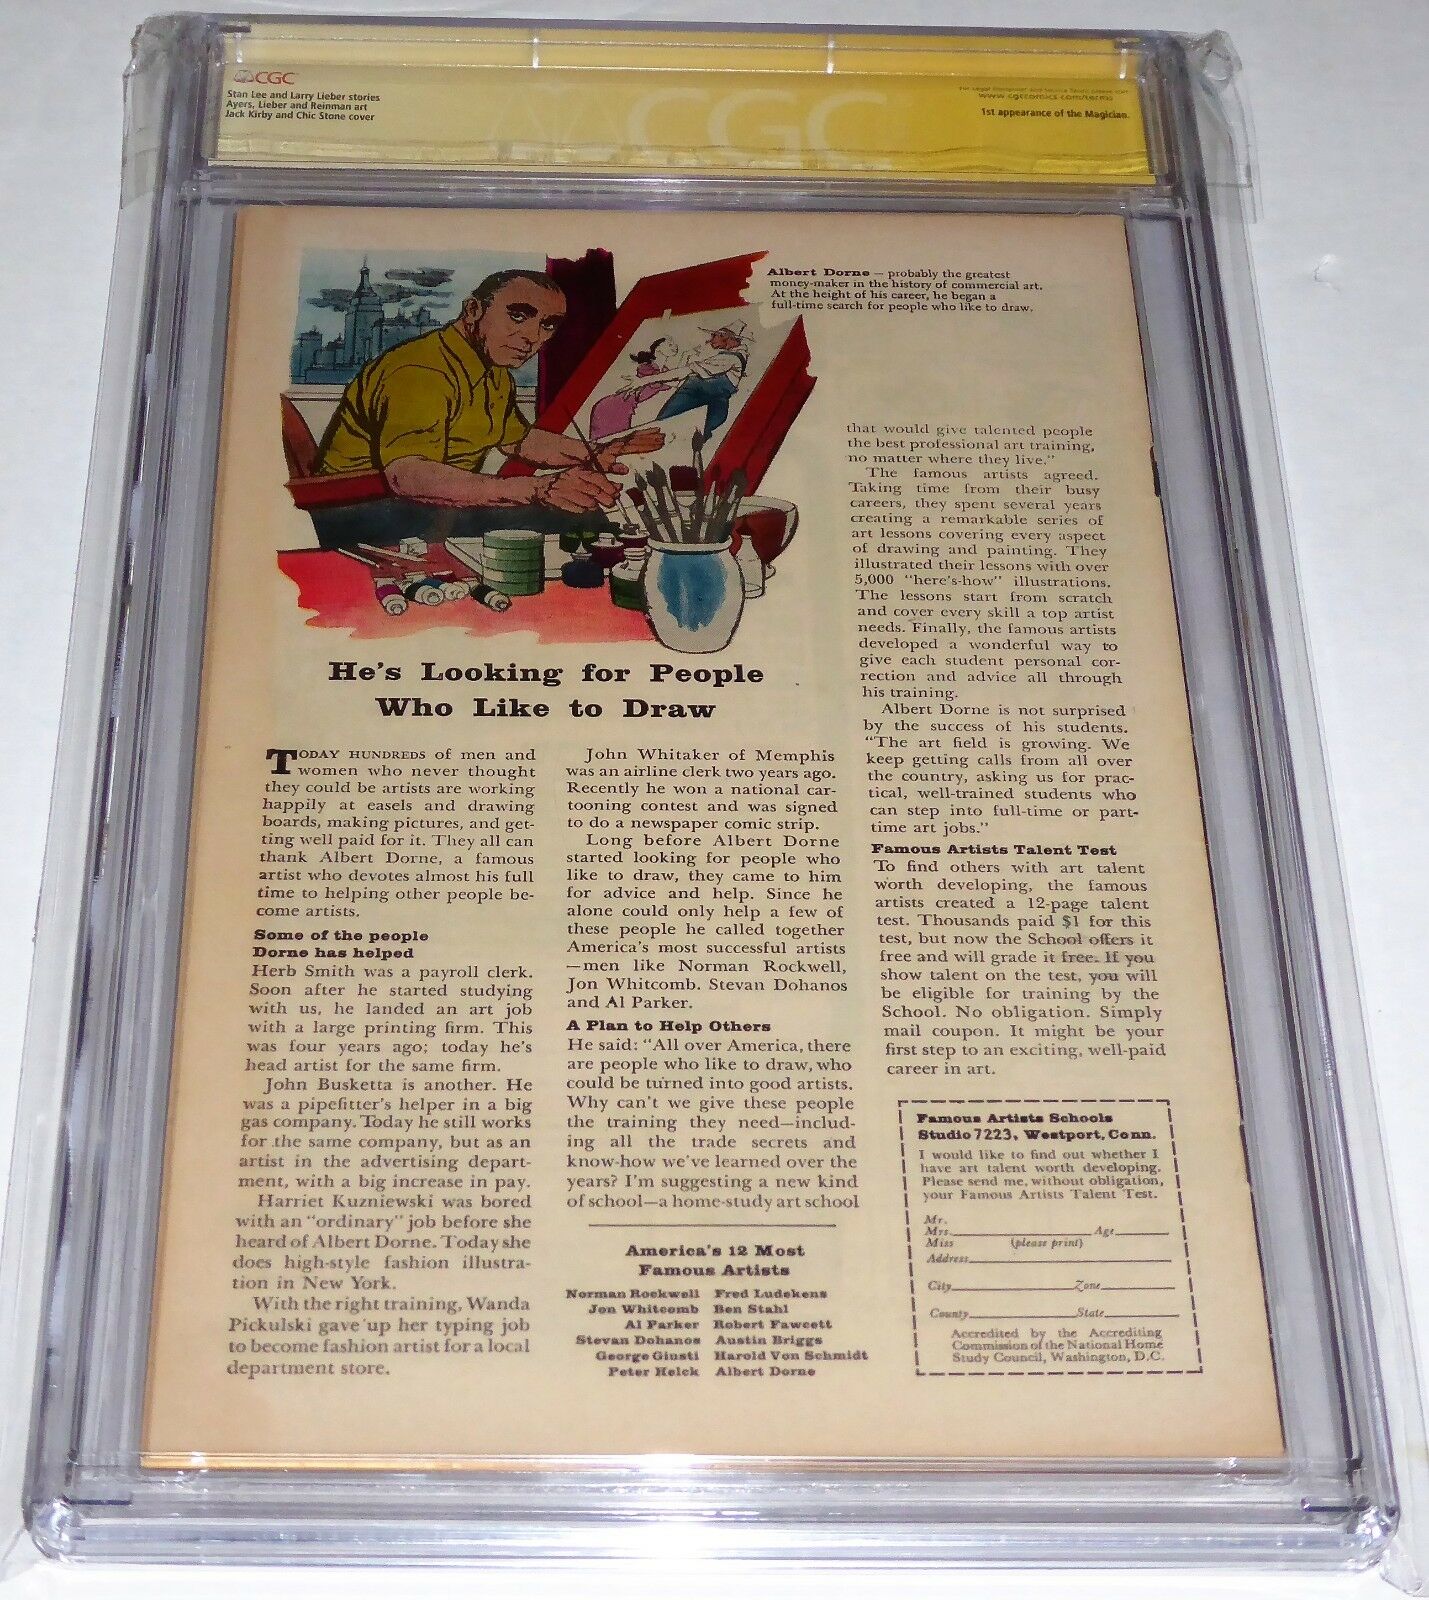 CGC
Stan Lee and Larry Lieber stories
Ayers, Lieber and Reinman art
Jack Kirby and Chic Stone cover
www.cgccomics.com/terms
1st appearance of the Magician.
CGC
Albert Dorne — probably the greatest
money-maker in the history of commercial art.
At the height of his career, he began a
full-time search for people who like to draw.
He's Looking for People
Who Like to Draw
TODAY HUNDREDS of men and
women who never thought
they could be artists are working
happily at easels and drawing
boards, making pictures, and get-
ting well paid for it. They all can
thank Albert Dorne, a famous
artist who devotes almost his full
time to helping other people be-
come artists.
Some of the people
Dorne has helped
Herb Smith was a payroll clerk.
Soon after he started studying
with us, he landed an art job
with a large printing firm. This
was four years ago; today he's
head artist for the same firm.
John Busketta is another. He
was a pipefitter's helper in a big
gas company. Today he still works
for the same company, but as an
artist in the advertising depart-
ment, with a big increase in pay.
Harriet Kuzniewski was bored
with an "ordinary" job before she
heard of Albert Dorne. Today she
does high-style fashion illustra-
tion in New York.
With the right training, Wanda
Pickulski gave up her typing job
to become fashion artist for a local
department store.
John Whitaker of Memphis
was an airline clerk two years ago.
Recently he won a national car-
tooning contest and was signed
to do a newspaper comic strip.
Long before Albert Dorne
started looking for people who
like to draw, they came to him
for advice and help. Since he
alone could only help a few of
these people he called together
America's most successful artists
—men like Norman Rockwell,
Jon Whitcomb. Stevan Dohanos
and Al Parker.
A Plan to Help Others
He said: "All over America, there
are people who like to draw, who
could be turned into good artists.
Why can't we give these people
the training they need—includ-
ing all the trade secrets and
know-how we've learned over the
years? I'm suggesting a new kind
of school—a home-study art school
America's 12 Most
Famous Artists
Norman Rockwell Fred Ludekens
Jon Whitcomb Ben Stahl
Al Parker Robert Fawcett
Stevan Dohanos Austin Briggs
George Giusti Harold Von Schmidt
Peter Helck Albert Dorne
that would give talented people
the best professional art training,
no matter where they live."
The famous artists agreed.
Taking time from their busy
careers, they spent several years
creating a remarkable series of
art lessons covering every aspect
of drawing and painting. They
illustrated their lessons with over
5,000 "here's-how" illustrations.
The lessons start from scratch
and cover every skill a top artist
needs. Finally, the famous artists
developed a wonderful way to
give each student personal cor-
rection and advice all through
his training.
Albert Dorne is not surprised
by the success of his students.
"The art field is growing. We
keep getting calls from all over
the country, asking us for prac-
tical, well-trained students who
can step into full-time or part-
time art jobs."
Famous Artists Talent Test
To find others with art talent
worth developing, the famous
artists created a 12-page talent
test. Thousands paid $1 for this
test, but now the School offers it
free and will grade it free. If you
show talent on the test, you will
be eligible for training by the
School. No obligation. Simply
mail coupon. It might be your
first step to an exciting, well-paid
career in art.
Famous Artists Schools
Studio 7223, Westport, Conn.
I would like to find out whether I
have art talent worth developing.
Please send me, without obligation,
your Famous Artists Talent Test.
Mr.
Mrs. Age
Miss (please print)
Address
City Zone
County State
Accredited by the Accrediting
Commission of the National Home
Study Council, Washington, D.C.